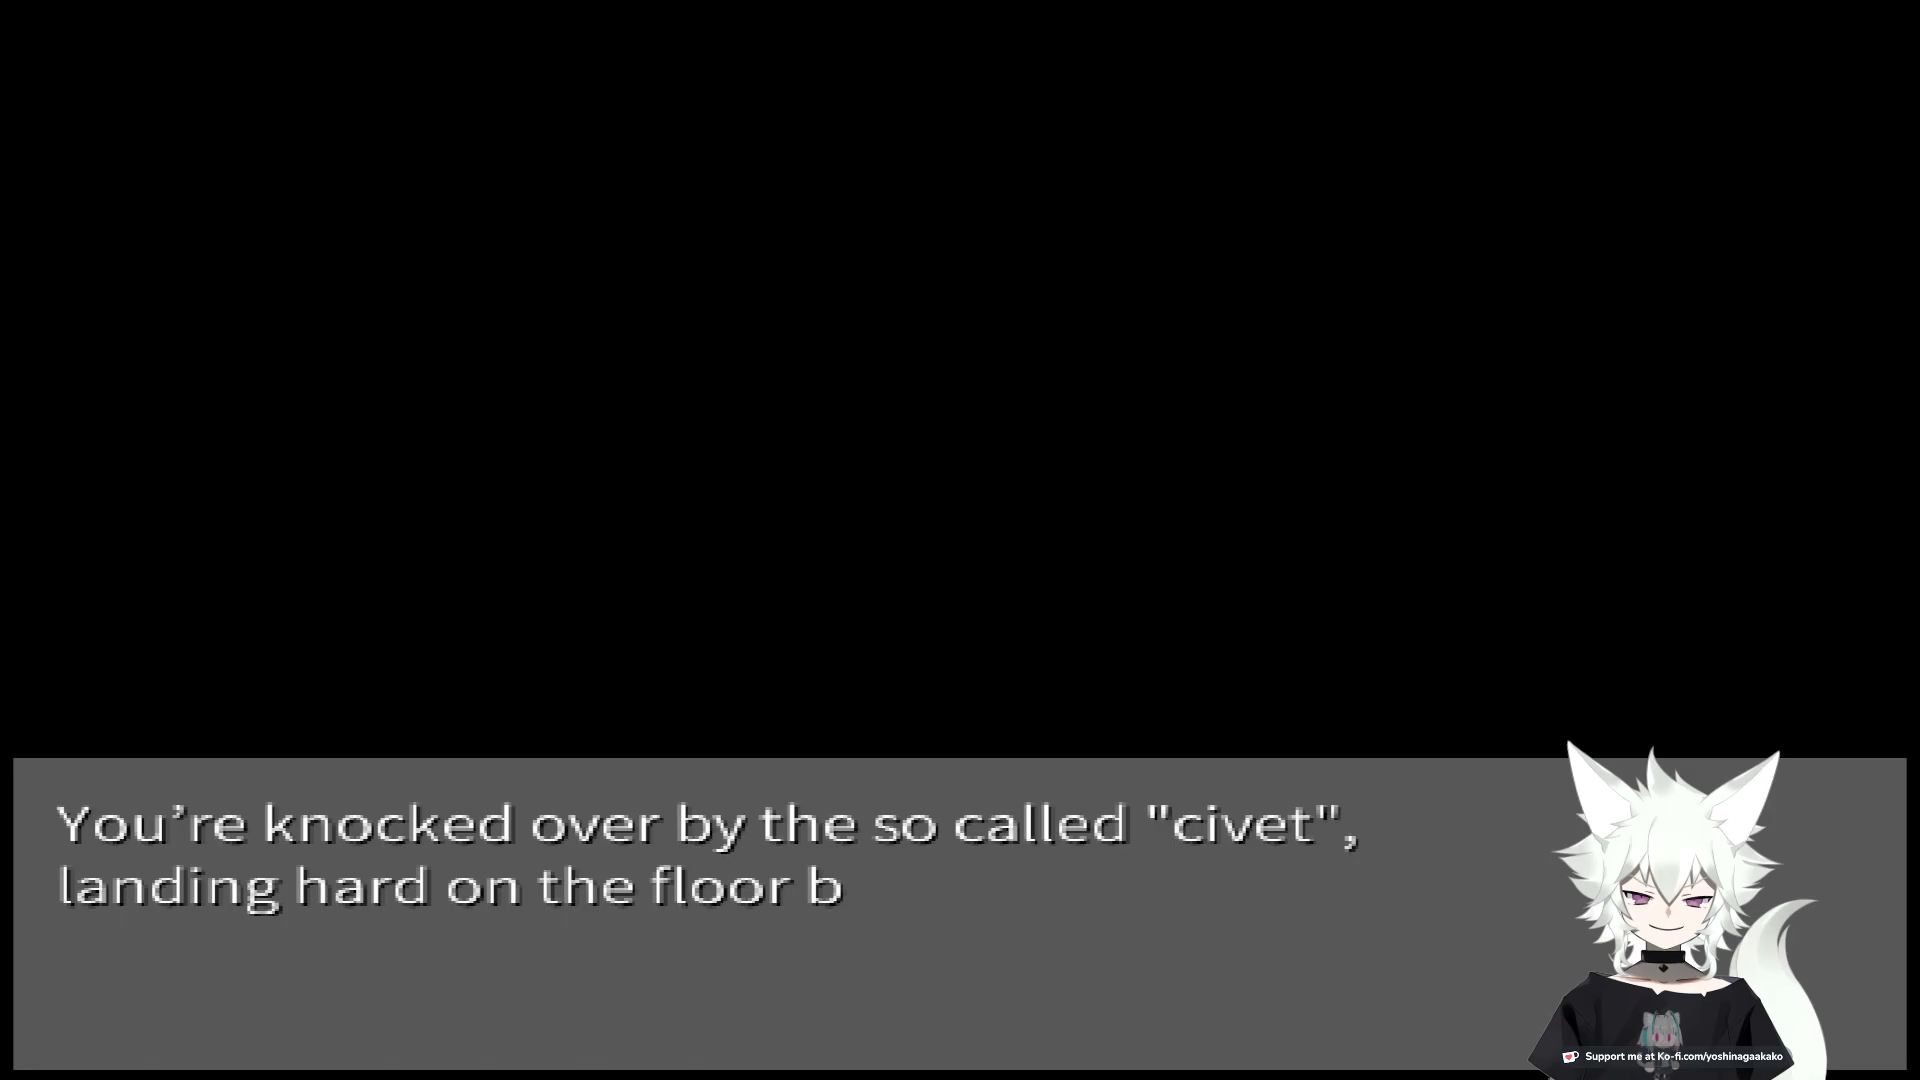 You’re knocked over by the so called "civet",
landing hard on the floor b
Support me at Ko-fi.com/yoshinagaakako